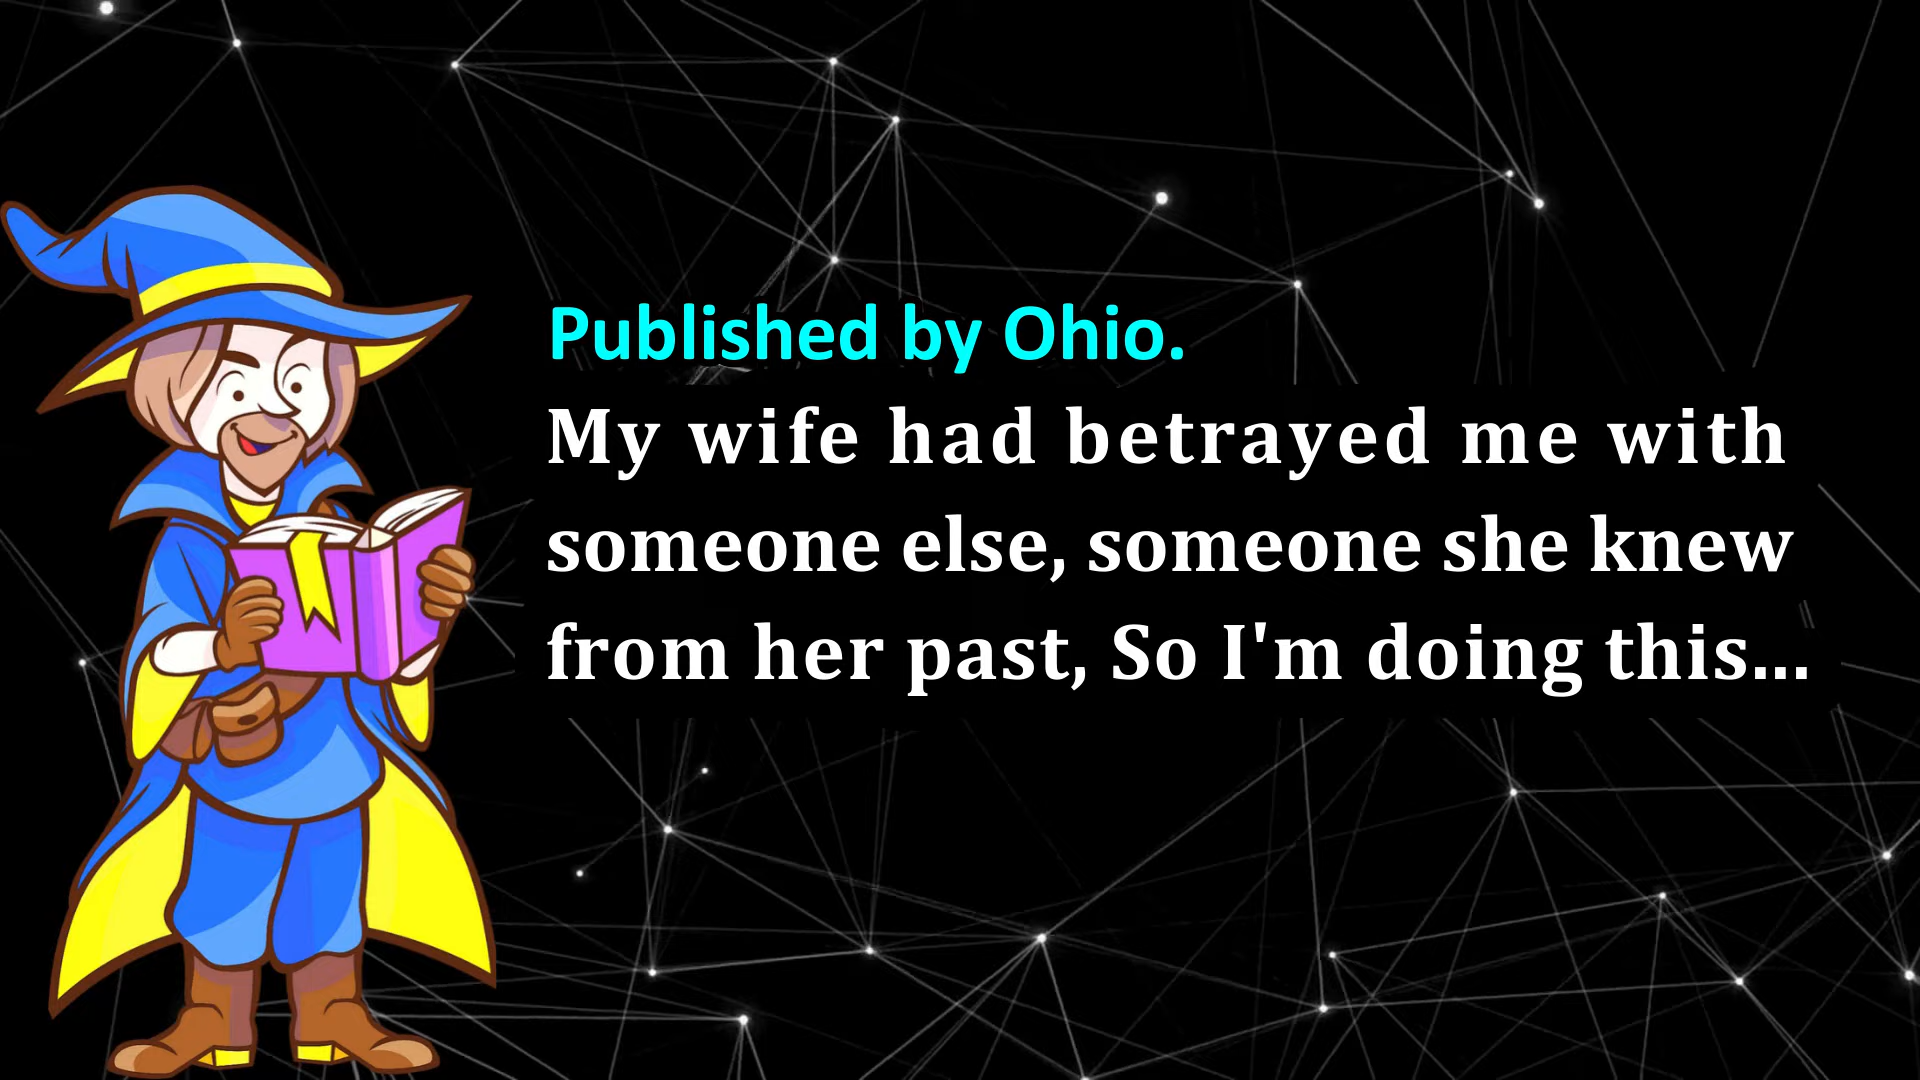 Published by Ohio.
My wife had betrayed me with
someone else, someone she knew
from her past, So I'm doing this...